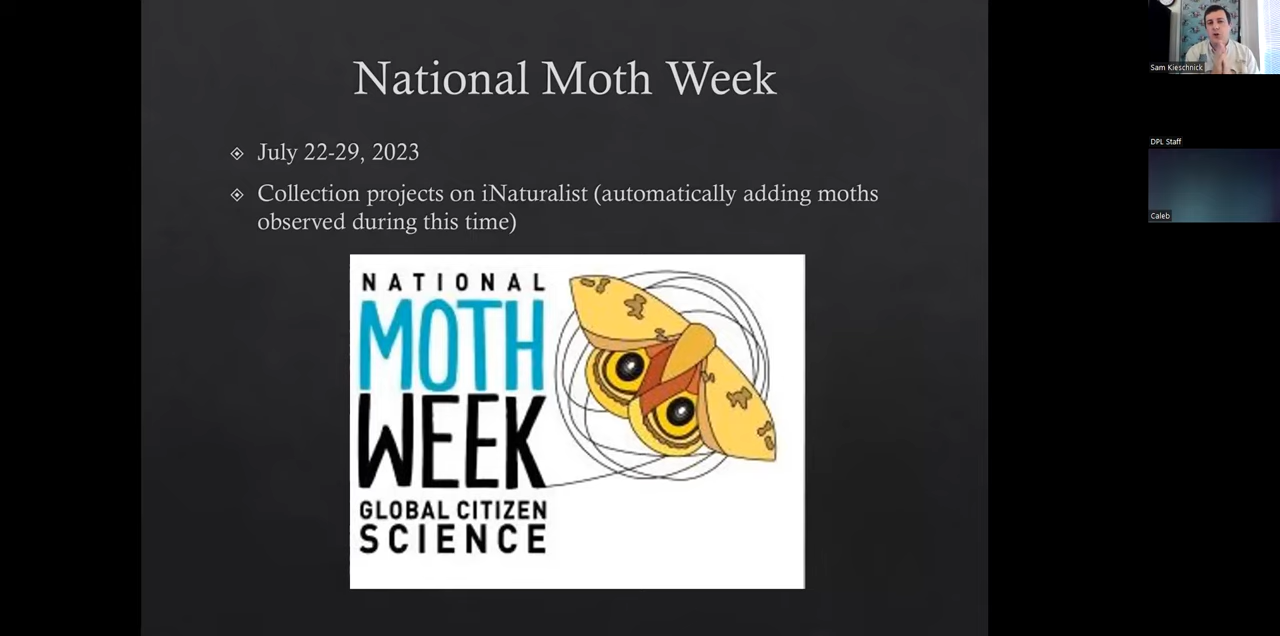 National Moth Week
July 22-29, 2023
Collection projects on iNaturalist (automatically adding moths
observed during this time)
NATIONAL
MOTH
WEEK
GLOBAL CITIZEN
SCIENCE
Sam Kieschnick
DPL Staff
Caleb